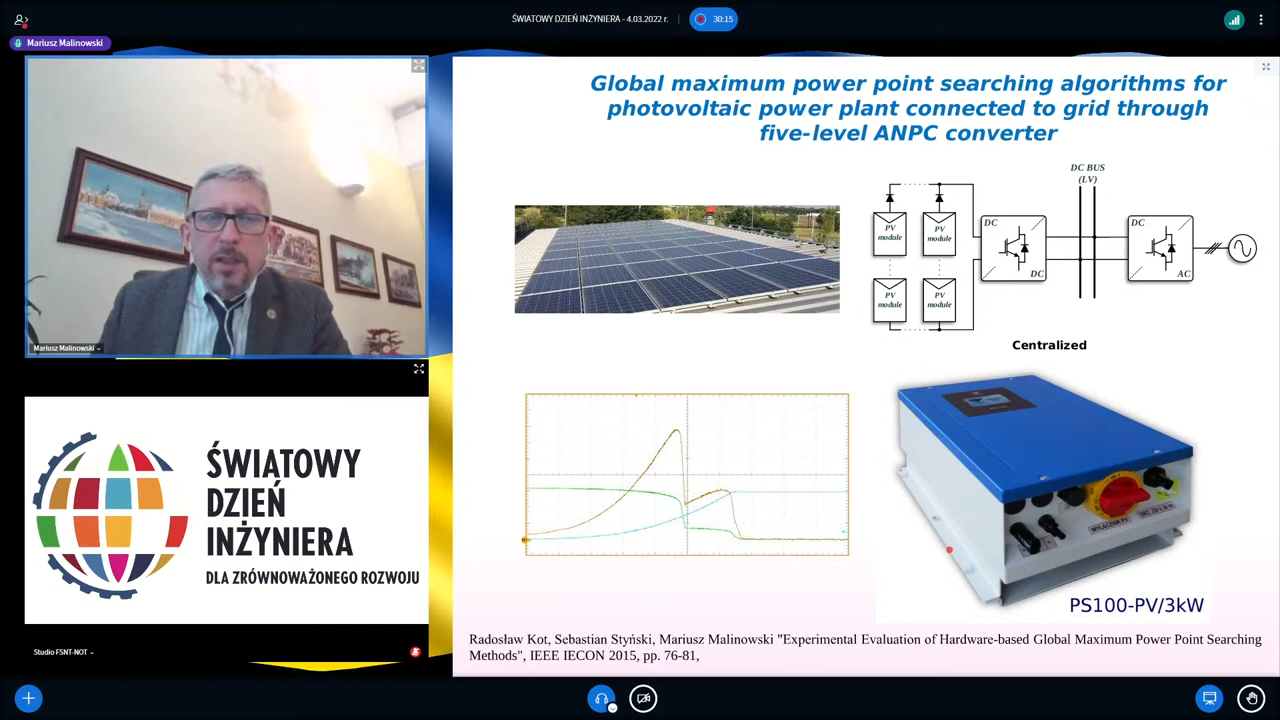 ŚWIATOWY DZIEŃ INŻYNIERA - 4.03.2022 r.
30:15
Mariusz Malinowski
Mariusz Malinowski
ŚWIATOWY
DZIEŃ
INŻYNIERA
DLA ZRÓWNOWAŻONEGO ROZWOJU
Studio FSNT-NOT
Global maximum power point searching algorithms for
photovoltaic power plant connected to grid through
five-level ANPC converter
DC BUS
(LV)
PV
module
PV
module
PV
module
PV
module
DC
DC
DC
AC
Centralized
WYŁĄCZNIK PV
PS100-PV/3kW
Radosław Kot, Sebastian Styński, Mariusz Malinowski "Experimental Evaluation of Hardware-based Global Maximum Power Point Searching
Methods", IEEE IECON 2015, pp. 76-81,